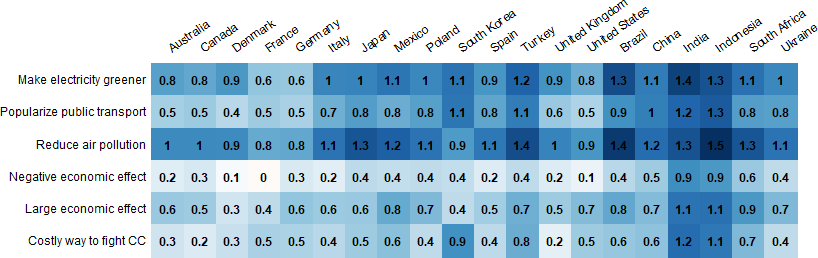 Australia Canada Denmark France Germany Italy Japan Mexico Poland South Korea Spain Turkey United Kingdom United States Brazil China India Indonesia South Africa Ukraine
Make electricity greener 0.8 0.8 0.9 0.6 0.6 1 1 1.1 1 1.1 0.9 1.2 0.9 0.8 1.3 1.1 1.4 1.3 1.1 1
Popularize public transport 0.5 0.5 0.4 0.5 0.5 0.7 0.8 0.8 0.8 1.1 0.8 1.1 0.6 0.5 0.9 1 1.2 1.3 0.8 0.8
Reduce air pollution 1 1 0.9 0.8 0.8 1.1 1.3 1.2 1.1 0.9 1.1 1.4 1 0.9 1.4 1.2 1.3 1.5 1.3 1.1
Negative economic effect 0.2 0.3 0.1 0 0.3 0.2 0.4 0.4 0.4 0.4 0.2 0.4 0.2 0.1 0.4 0.5 0.9 0.9 0.6 0.4
Large economic effect 0.6 0.5 0.3 0.4 0.6 0.6 0.6 0.8 0.7 0.4 0.5 0.7 0.5 0.7 0.8 0.7 1.1 1.1 0.9 0.7
Costly way to fight CC 0.3 0.2 0.3 0.5 0.5 0.4 0.5 0.6 0.4 0.9 0.4 0.8 0.2 0.5 0.6 0.6 1.2 1.1 0.7 0.4